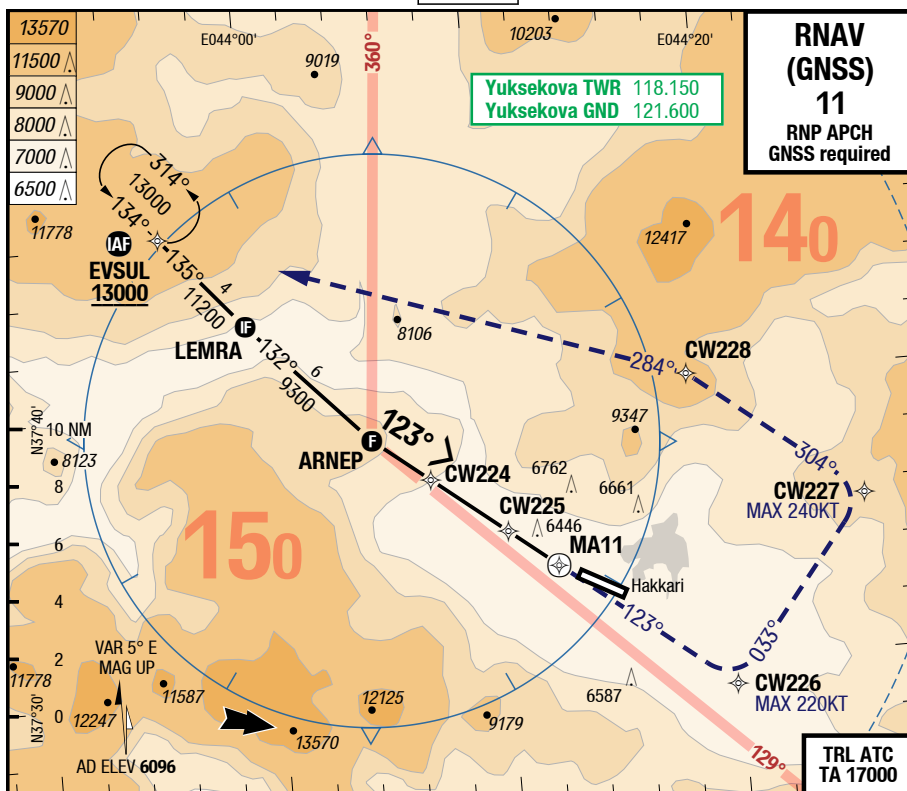 13570
11500
9000
8000
7000
6500
E044°00'
9019
360°
10203
E044°20'
RNAV
(GNSS)
11
RNP APCH
GNSS required
Yuksekova TWR 118.150
Yuksekova GND 121.600
314°
13000
134°
11778
IAF
EVSUL
13000
135°
4
11200
IF
LEMRA
132°
6
9300
8106
12417
140
284°
CW228
9347
304°
N37°40'
10 NM
8123
8
6
4
2
0
ARNEP
F
123°
CW224
CW225
6762
6661
6446
MA11
Hakkari
CW227
MAX 240KT
150
123°
033°
CW226
MAX 220KT
6587
129°
VAR 5° E
MAG UP
11778
11587
12247
N37°30'
12125
9179
13570
AD ELEV 6096
TRL ATC
TA 17000